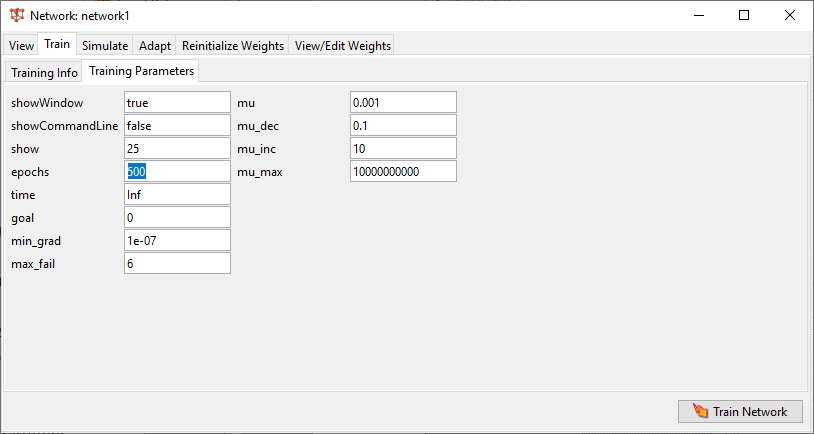 Network: network1
View Train Simulate Adapt Reinitialize Weights View/Edit Weights
Training Info Training Parameters
showWindow true mu 0.001
showCommandLine false mu_dec 0.1
show 25 mu_inc 10
epochs 500 mu_max 10000000000
time Inf
goal 0
min_grad 1e-07
max_fail 6
Train Network